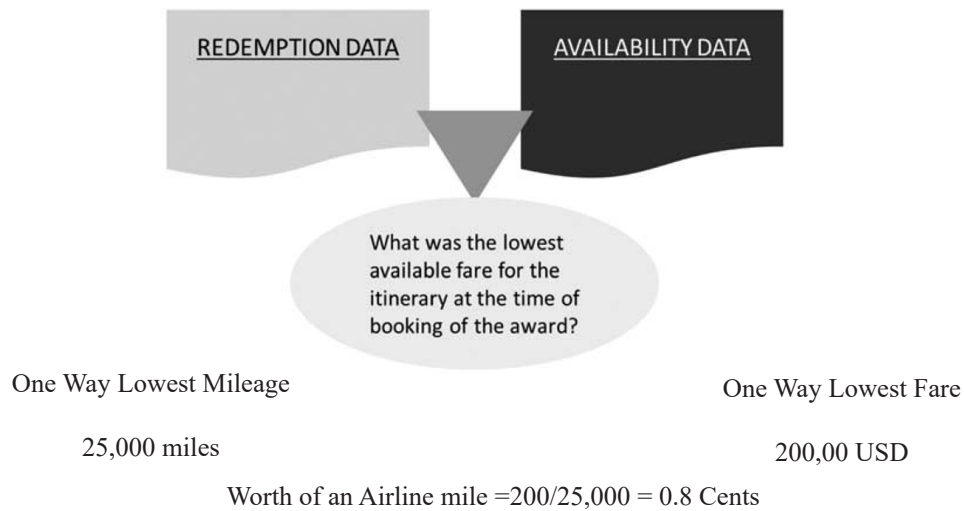 REDEMPTION DATA
AVAILABILITY DATA
What was the lowest
available fare for the
itinerary at the time of
booking of the award?
One Way Lowest Mileage
One Way Lowest Fare
25,000 miles
200,00 USD
Worth of an Airline mile =200/25,000 = 0.8 Cents